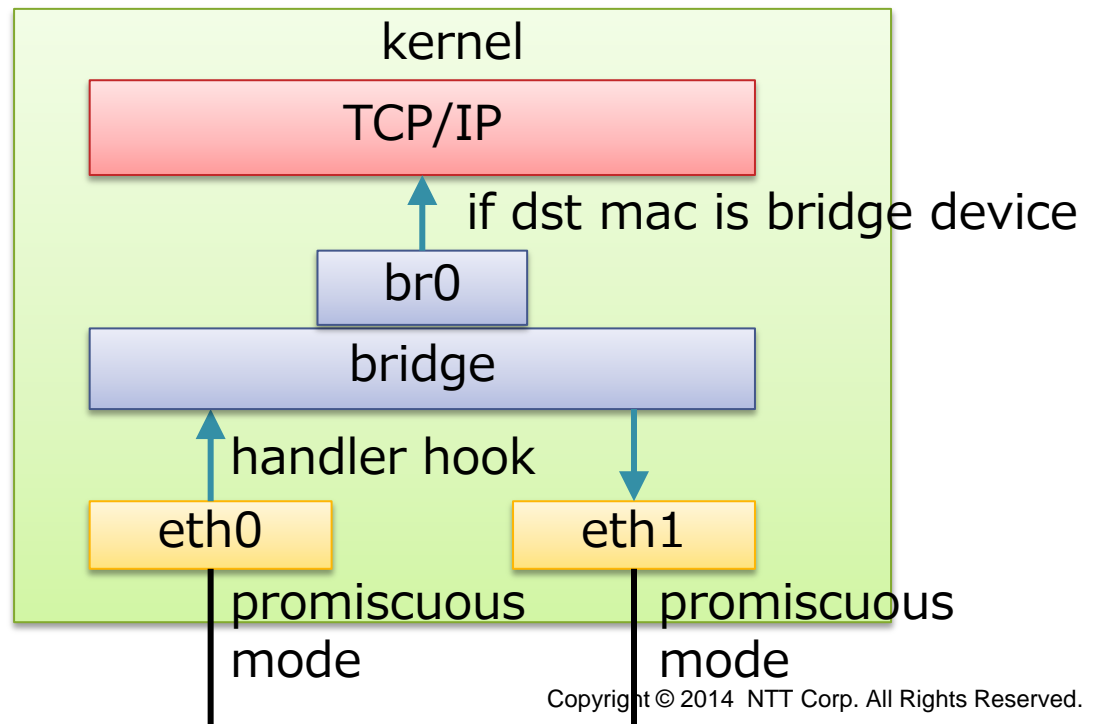 kernel
TCP/IP
if dst mac is bridge device
br0
bridge
handler hook
eth0
eth1
promiscuous
mode
promiscuous
mode
Copyright © 2014 NTT Corp. All Rights Reserved.